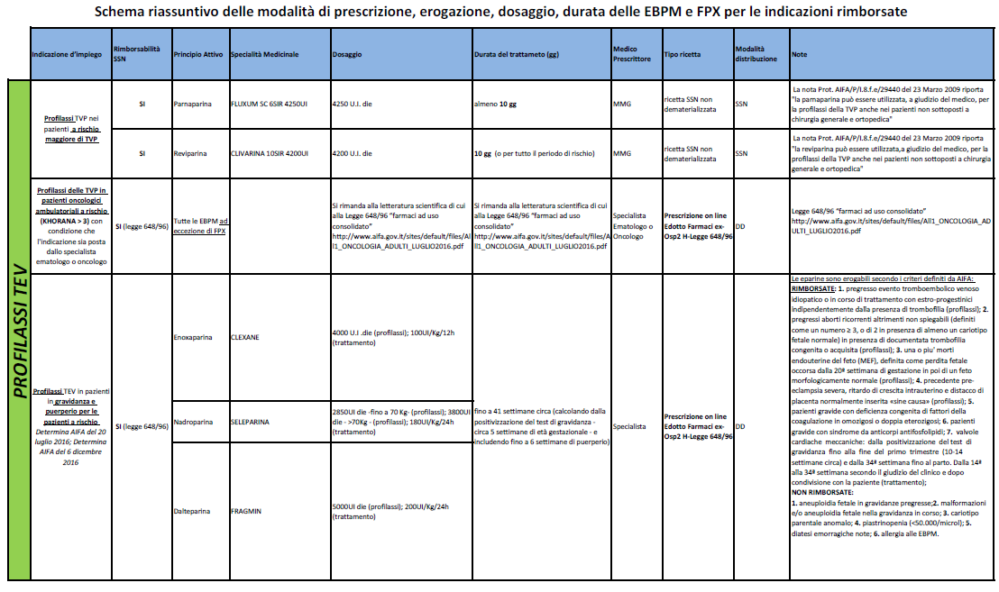 Schema riassuntivo delle modalità di prescrizione, erogazione, dosaggio, durata delle EBPM e FPX per le indicazioni rimborsate
Indicazione d'impiego
Rimborsabilità
SSN
Principio Attivo
Specialità Medicinale
Dosaggio
Durata del trattameto (gg)
Medico
Prescrittore
Tipo ricetta
Modalità
distribuzione
Note
PROFILASSI TEV
Profilassi TVP nei
pazienti a rischio
maggiore di TVP
SI
Parnaparina
FLUXUM SC 6SIR 4250UI
4250 U.I. die
almeno 10 gg
MMG
ricetta SSN non
dematerializzata
SSN
La nota Prot. AIFA/P/I.8.f.e/29440 del 23 Marzo 2009 riporta
"la parnaparina può essere utilizzata, a giudizio del medico, per
la profilassi della TVP anche nei pazienti non sottoposti a
chirurgia generale e ortopedica"
SI
Reviparina
CLIVARINA 10SIR 4200UI
4200 U.I. die
10 gg (o per tutto il periodo di rischio)
MMG
ricetta SSN non
dematerializzata
SSN
La nota Prot. AIFA/P/I.8.f.e/29440 del 23 Marzo 2009 riporta
"la reviparina può essere utilizzata,a giudizio del medico, per la
profilassi della TVP anche nei pazienti non sottoposti a chirurgia
generale e ortopedica"
Profilassi delle TVP in
pazienti oncologici
ambulatoriali a rischio
(KHORANA > 3) con
condizione che
l'indicazione sia posta
dallo specialista
ematologo o oncologo
SI (legge 648/96)
Tutte le EBPM ad
eccezione di FPX
Si rimanda alla letteratura scientifica di cui
alla Legge 648/96 "farmaci ad uso
consolidato"
http://www.aifa.gov.it/sites/default/files/Al
l1_ONCOLOGIA_ADULTI_LUGLIO2016.pdf
Si rimanda alla letteratura scientifica di cui
alla Legge 648/96 "farmaci ad uso
consolidato"
http://www.aifa.gov.it/sites/default/files/A
ll1_ONCOLOGIA_ADULTI_LUGLIO2016.pdf
Specialista
Ematologo o
Oncologo
Prescrizione on line
Edotto Farmaci ex-
Osp2 H-Legge 648/96
DD
Legge 648/96 "farmaci ad uso consolidato"
http://www.aifa.gov.it/sites/default/files/All1_ONCOLOGIA_AD
ULTI_LUGLIO2016.pdf
Profilassi TEV in pazienti
in gravidanza e
puerperio per le
pazienti a rischio
Determina AIFA del 20
luglio 2016; Determina
AIFA del 6 dicembre
2016
SI (legge 648/96)
Enoxaparina
CLEXANE
4000 U.I .die (profilassi); 100UI/Kg/12h
(trattamento)
Nadroparina
SELEPARINA
2850UI die -fino a 70 Kg- (profilassi); 3800UI
die - >70Kg - (profilassi); 180UI/Kg/24h
(trattamento)
Dalteparina
FRAGMIN
5000UI die (profilassi); 200UI/Kg/24h
(trattamento)
fino a 41 settimane circa (calcolando dalla
positivizzazione del test di gravidanza -
circa 5 settimane di età gestazionale - e
includendo fino a 6 settimane di puerperio)
Specialista
Prescrizione on line
Edotto Farmaci ex-
Osp2 H-Legge 648/96
DD
Le eparine sono erogabili secondo i criteri definiti da AIFA:
RIMBORSATE: 1. pregresso evento tromboembolico venoso
idiopatico o in corso di trattamento con estro-progestinici
indipendentemente dalla presenza di trombofilia (profilassi); 2.
pregressi aborti ricorrenti altrimenti non spiegabili (definiti
come un numero ≥ 3, o di 2 in presenza di almeno un cariotipo
fetale normale) in presenza di documentata trombofilia
congenita o acquisita (profilassi); 3. una o piu' morti
endouterine del feto (MEF), definita come perdita fetale
occorsa dalla 20ª settimana di gestazione in poi di un feto
morfologicamente normale (profilassi); 4. precedente pre-
eclampsia severa, ritardo di crescita intrauterino e distacco di
placenta normalmente inserita «sine causa» (profilassi); 5.
pazienti gravide con deficienza congenita di fattori della
coagulazione in omozigosi o doppia eterozigosi; 6. pazienti
gravide con sindrome da anticorpi antifosfolipidi; 7. valvole
cardiache meccaniche: dalla positivizzazione del test di
gravidanza fino alla fine del primo trimestre (10-14
settimane circa) e dalla 34ª settimana fino al parto. Dalla 14ª
alla 34ª settimana secondo il giudizio del clinico e dopo
condivisione con la paziente (trattamento);
NON RIMBORSATE:
1. aneuploidia fetale in gravidanze pregresse;2. malformazioni
e/o aneuploidia fetale nella gravidanza in corso; 3. cariotipo
parentale anomalo; 4. piastrinopenia (<50.000/microl); 5.
diatesi emorragiche note; 6. allergia alle EBPM.